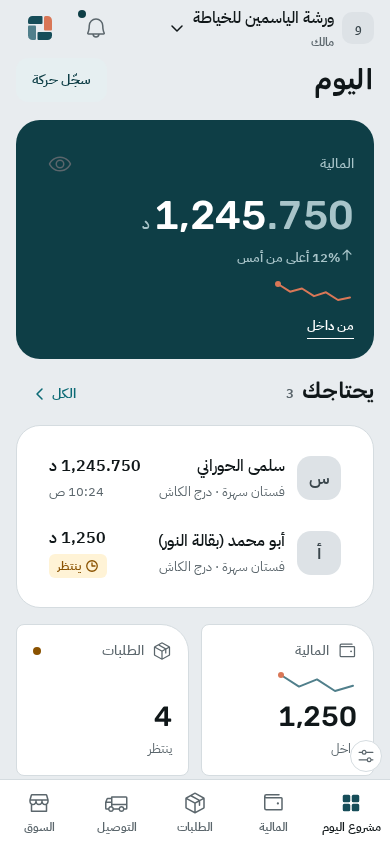 و
ورشة الياسمين للخياطة
مالك
اليوم
سجّل حركة
المالية
1,245.750 د
12% أعلى من أمس
من داخل
يحتاجك 3
الكل
س
سلمى الحوراني
1,245.750 د
فستان سهرة · درج الكاش
10:24 ص
أ
أبو محمد (بقالة النور)
1,250 د
فستان سهرة · درج الكاش
ينتظر
المالية
1,250
الطلبات
4
ينتظر
مشروع اليوم
المالية
الطلبات
التوصيل
السوق